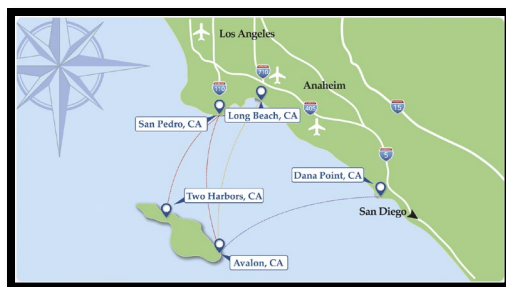 Los Angeles
710
Anaheim
110
405
15
San Pedro, CA
Long Beach, CA
5
Dana Point, CA
Two Harbors, CA
San Diego
Avalon, CA